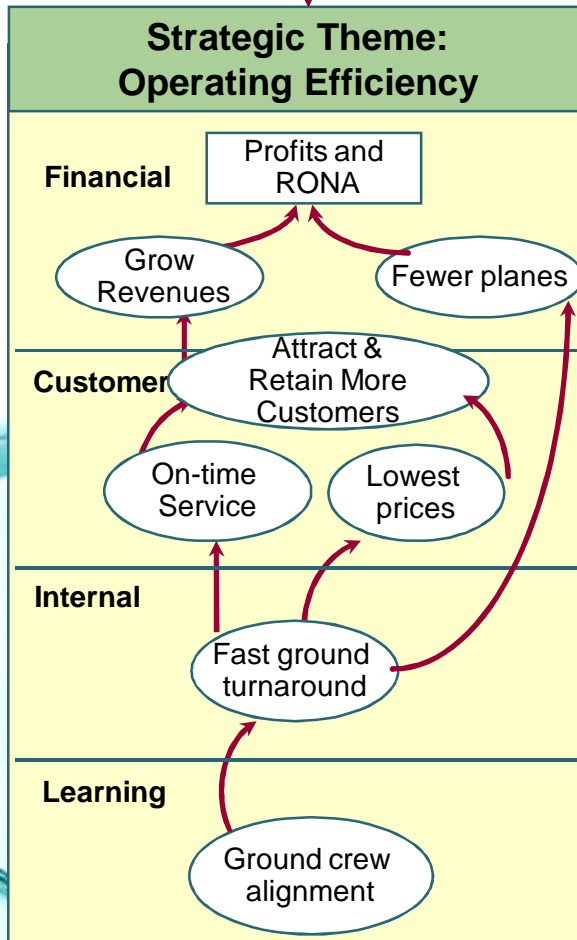 Strategic Theme:
Operating Efficiency
Financial
Profits and
RONA
Grow
Revenues
Fewer planes
Customer
Attract &
Retain More
Customers
On-time
Service
Lowest
prices
Internal
Fast ground
turnaround
Learning
Ground crew
alignment